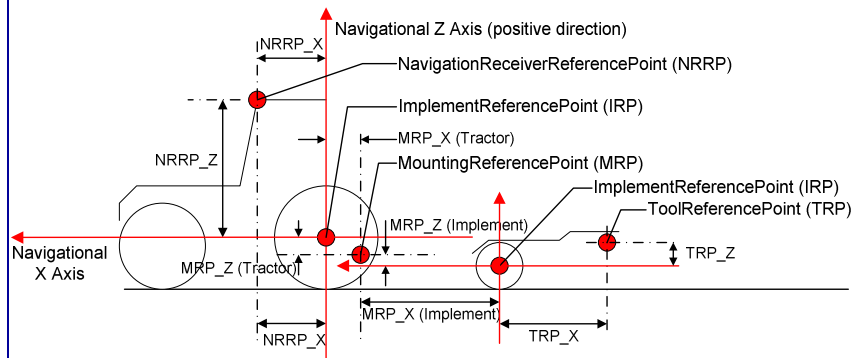 Navigational Z Axis (positive direction)
NRRP_X
NavigationReceiverReferencePoint (NRRP)
ImplementReferencePoint (IRP)
MRP_X (Tractor)
NRRP_Z
MountingReferencePoint (MRP)
ImplementReferencePoint (IRP)
ToolReferencePoint (TRP)
MRP_Z (Implement)
Navigational
X Axis
MRP_Z (Tractor)
TRP_Z
MRP_X (Implement)
NRRP_X
TRP_X